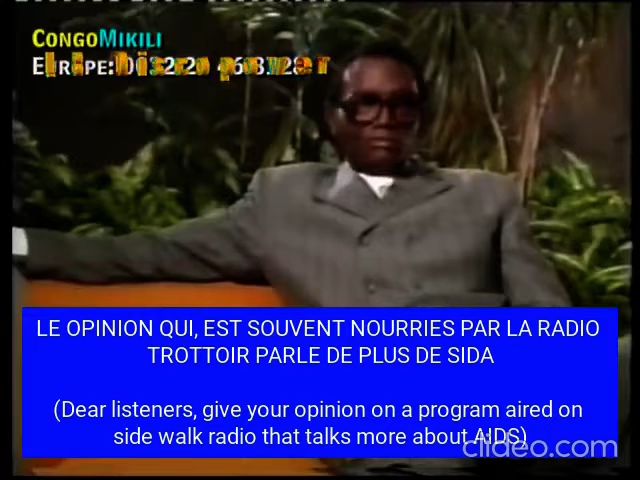 CONGOMIKILI
LE OPINION QUI, EST SOUVENT NOURRIES PAR LA RADIO
TROTTOIR PARLE DE PLUS DE SIDA
(Dear listeners, give your opinion on a program aired on
side walk radio that talks more about AIDS)
clideo.com